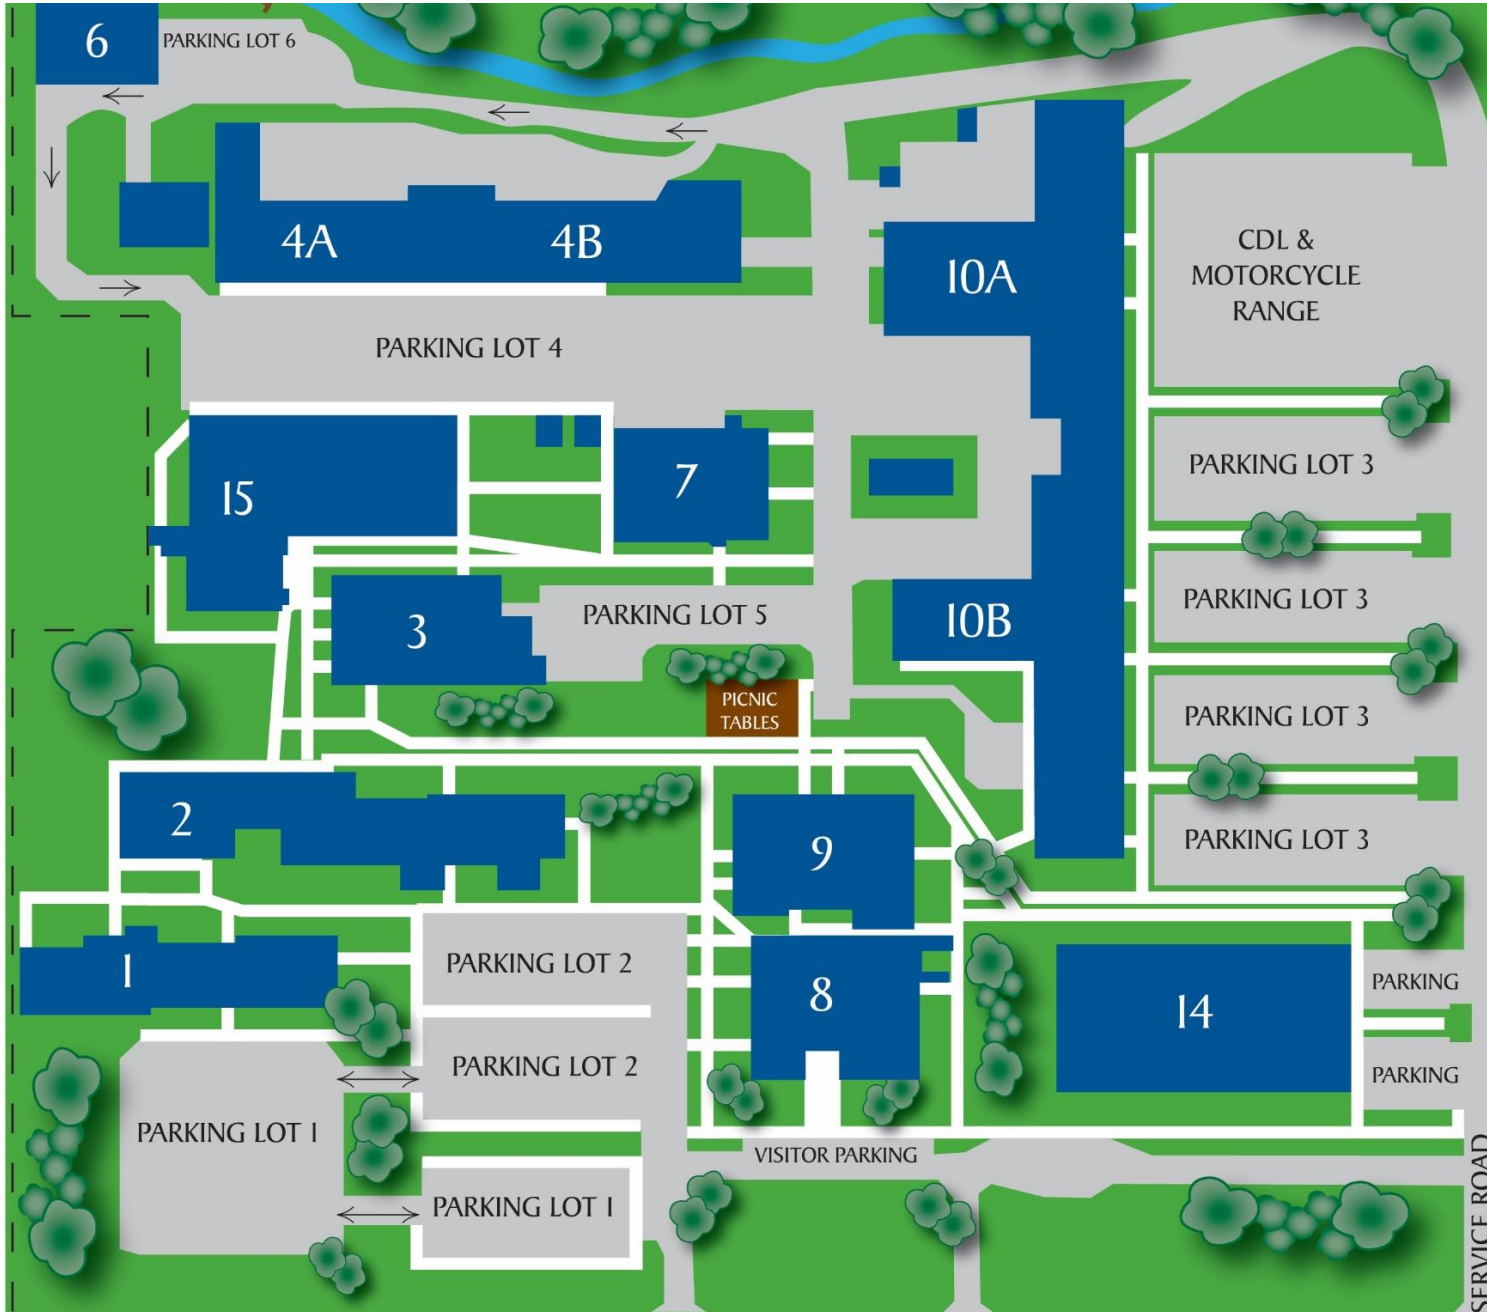 6
PARKING LOT 6
4A
4B
10A
CDL &
MOTORCYCLE
RANGE
PARKING LOT 4
15
7
PARKING LOT 3
3
PARKING LOT 5
10B
PARKING LOT 3
PICNIC
TABLES
PARKING LOT 3
2
9
PARKING LOT 3
1
PARKING LOT 2
8
14
PARKING
PARKING LOT 2
PARKING
PARKING LOT 1
VISITOR PARKING
PARKING LOT 1
SERVICE ROAD